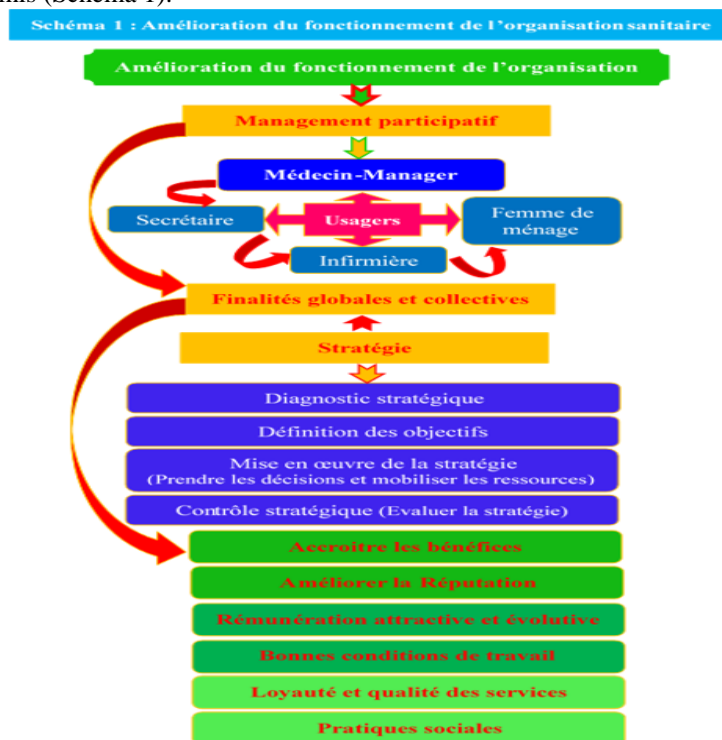 (Schéma 1).
Schéma 1 : Amélioration du fonctionnement de l'organisation sanitaire
Amélioration du fonctionnement de l'organisation
Management participatif
Médecin-Manager
Secrétaire
Usagers
Femme de
ménage
Infirmière
Finalités globales et collectives
Stratégie
Diagnostic stratégique
Définition des objectifs
Mise en œuvre de la stratégie
(Prendre les décisions et mobiliser les ressources)
Contrôle stratégique (Evaluer la stratégie)
Accroitre les bénéfices
Améliorer la Réputation
Rémunération attractive et évolutive
Bonnes conditions de travail
Loyauté et qualité des services
Pratiques sociales